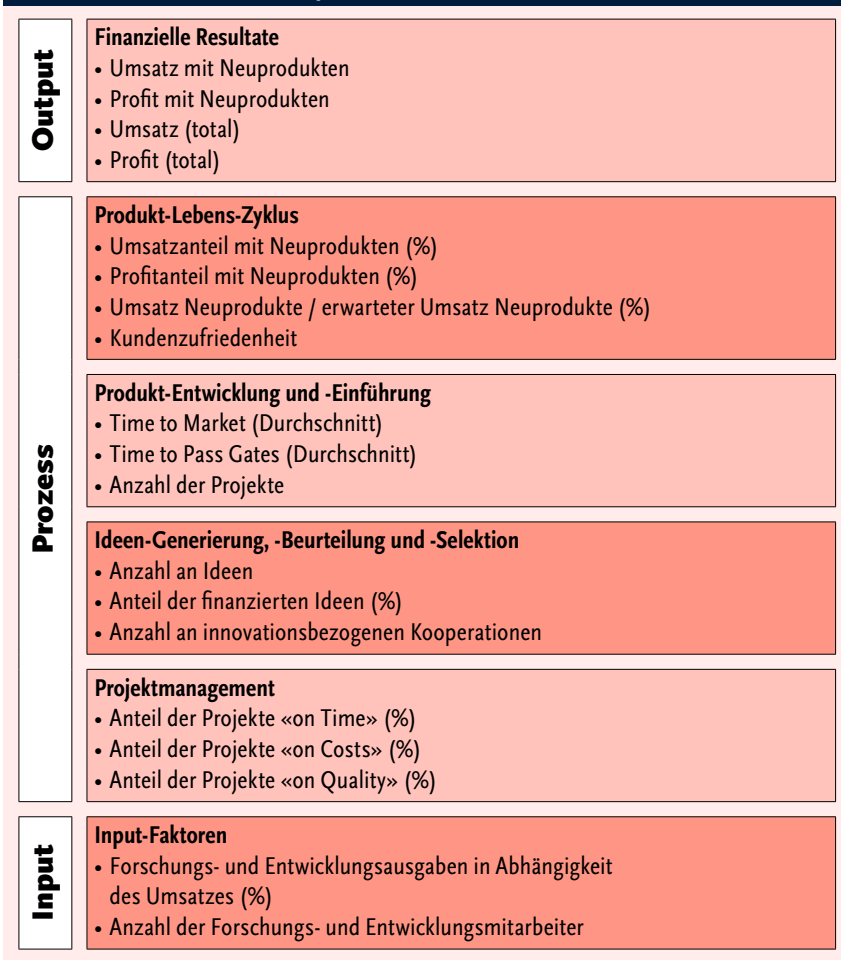 Output
Finanzielle Resultate
• Umsatz mit Neuprodukten
• Profit mit Neuprodukten
• Umsatz (total)
• Profit (total)
Prozess
Produkt-Lebens-Zyklus
• Umsatzanteil mit Neuprodukten (%)
• Profitanteil mit Neuprodukten (%)
• Umsatz Neuprodukte / erwarteter Umsatz Neuprodukte (%)
• Kundenzufriedenheit
Produkt-Entwicklung und -Einführung
• Time to Market (Durchschnitt)
• Time to Pass Gates (Durchschnitt)
• Anzahl der Projekte
Ideen-Generierung, -Beurteilung und -Selektion
• Anzahl an Ideen
• Anteil der finanzierten Ideen (%)
• Anzahl an innovationsbezogenen Kooperationen
Projektmanagement
• Anteil der Projekte «on Time» (%)
• Anteil der Projekte «on Costs» (%)
• Anteil der Projekte «on Quality» (%)
Input
Input-Faktoren
• Forschungs- und Entwicklungsausgaben in Abhängigkeit
des Umsatzes (%)
• Anzahl der Forschungs- und Entwicklungsmitarbeiter